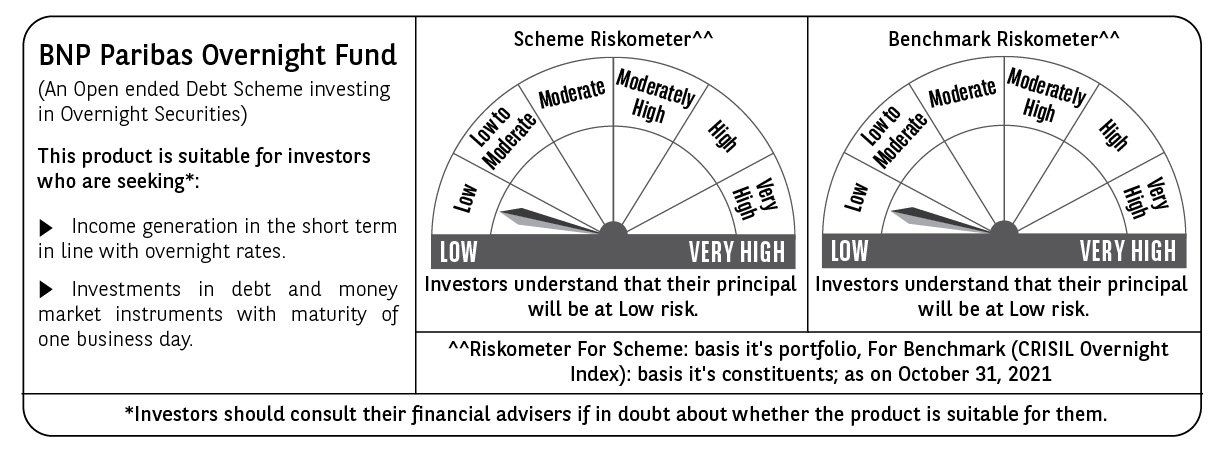 BNP Paribas Overnight Fund
(An Open ended Debt Scheme investing
in Overnight Securities)
This product is suitable for investors
who are seeking*:
▶ Income generation in the short term
in line with overnight rates.
▶ Investments in debt and money
market instruments with maturity of
one business day.
Scheme Riskometer^^
Low
Low to
Moderate
Moderate
Moderately
High
High
Very
High
LOW
VERY HIGH
Investors understand that their principal
will be at Low risk.
Benchmark Riskometer^^
Low
Low to
Moderate
Moderate
Moderately
High
High
Very
High
LOW
VERY HIGH
Investors understand that their principal
will be at Low risk.
^^Riskometer For Scheme: basis it's portfolio, For Benchmark (CRISIL Overnight
Index): basis it's constituents; as on October 31, 2021
*Investors should consult their financial advisers if in doubt about whether the product is suitable for them.